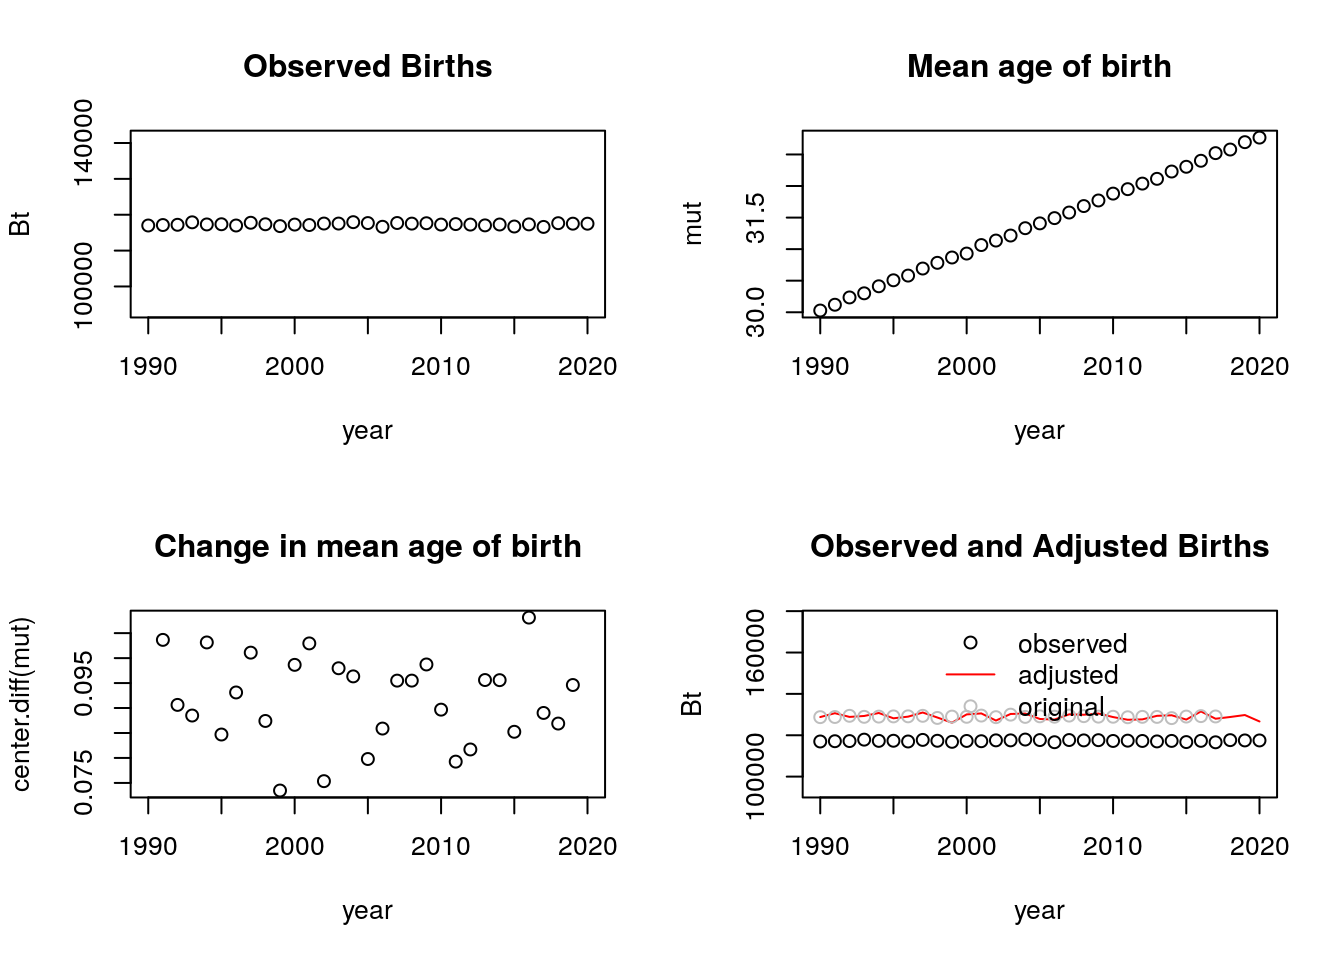 Observed Births
Bt
140000
100000
1990 2000 2010 2020
year
Mean age of birth
mut
31.5
30.0
1990 2000 2010 2020
year
Change in mean age of birth
center.diff(mut)
0.095
0.075
1990 2000 2010 2020
year
Observed and Adjusted Births
Bt
160000
100000
observed
adjusted
original
1990 2000 2010 2020
year